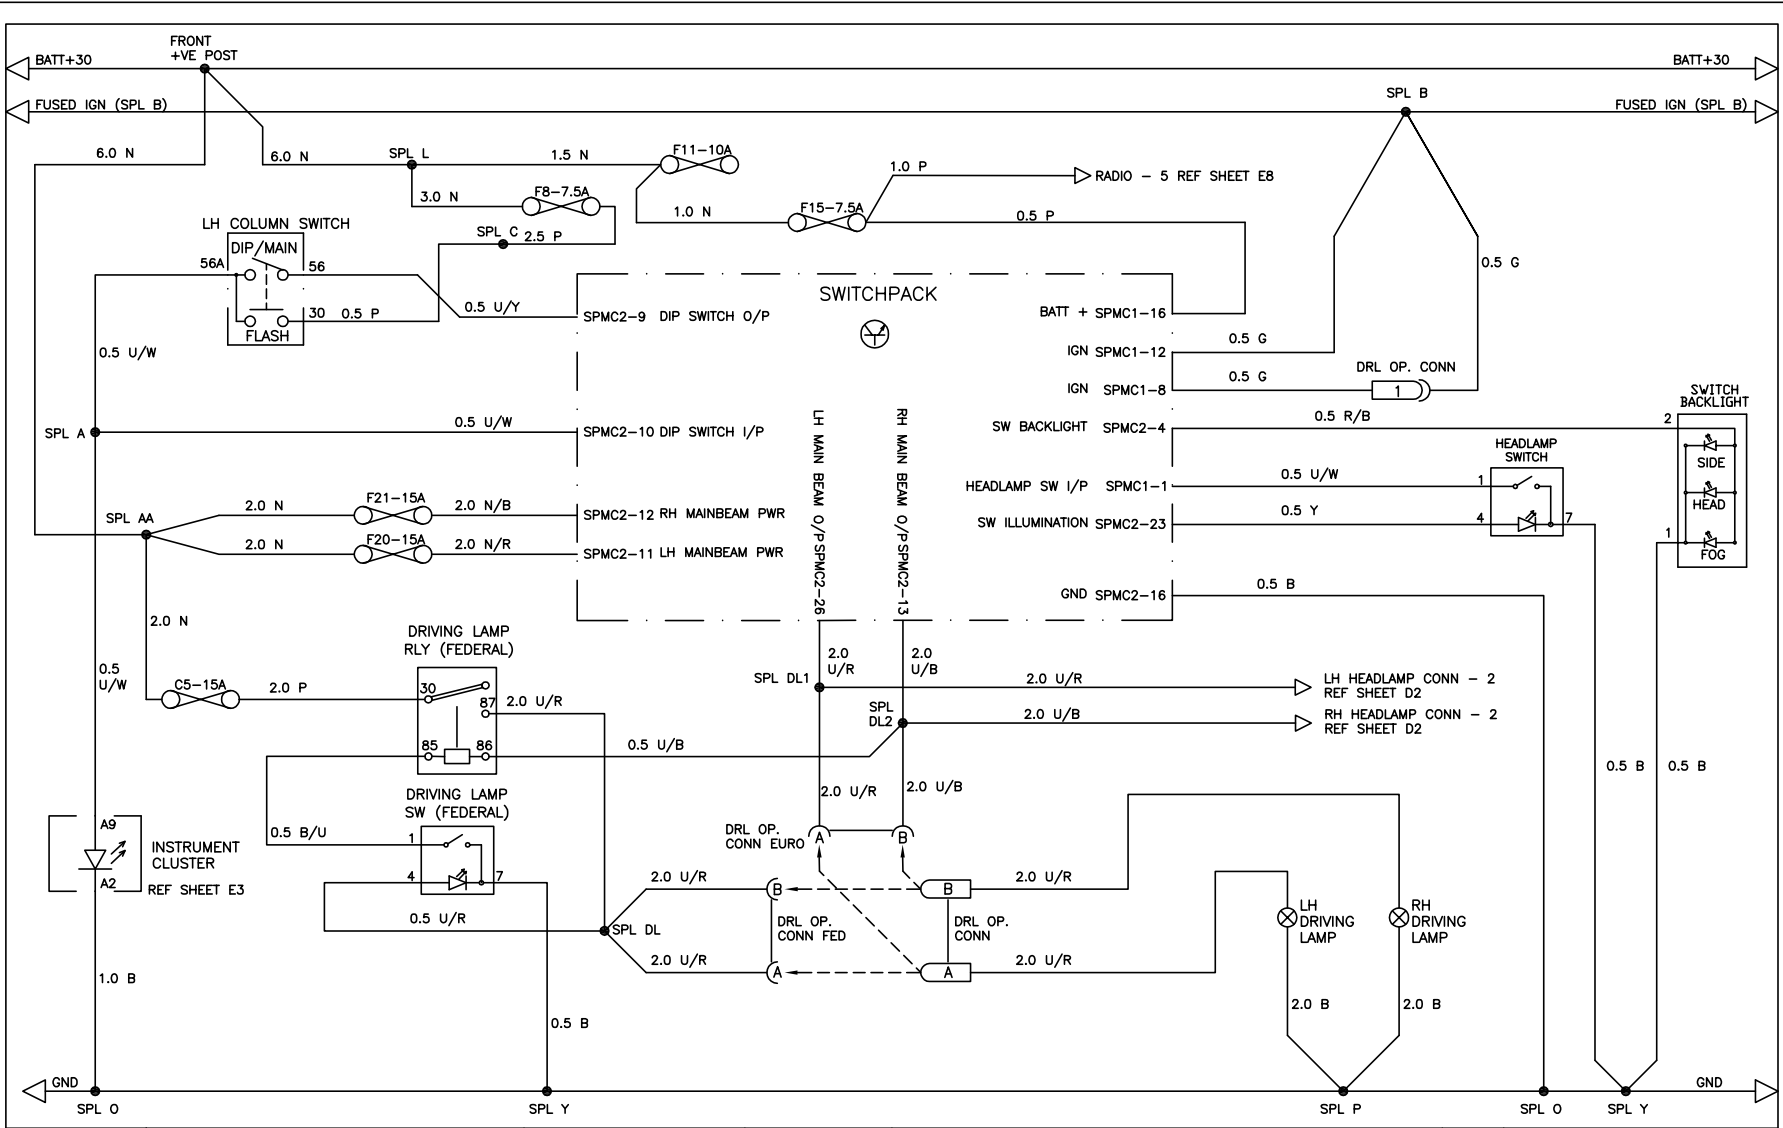 FRONT
+VE POST
BATT+30
BATT+30
FUSED IGN (SPL B)
SPL B
FUSED IGN (SPL B)
6.0 N
6.0 N
SPL L
1.5 N
F11-10A
1.0 P
RADIO - 5 REF SHEET E8
3.0 N
F8-7.5A
1.0 N
F15-7.5A
0.5 P
LH COLUMN SWITCH
DIP/MAIN
SPL C
2.5 P
56A
56
0.5 G
30
0.5 P
FLASH
0.5 U/Y
0.5 U/W
SWITCHPACK
SPMC2-9 DIP SWITCH O/P
BATT + SPMC1-16
IGN SPMC1-12
0.5 G
IGN SPMC1-8
0.5 G
DRL OP. CONN
1
SPL A
0.5 U/W
SPMC2-10 DIP SWITCH I/P
LH MAIN BEAM O/P SPMC2-26
RH MAIN BEAM O/P SPMC2-13
SW BACKLIGHT SPMC2-4
0.5 R/B
SWITCH
BACKLIGHT
2
SIDE
HEAD
1
FOG
HEADLAMP
SWITCH
HEADLAMP SW I/P SPMC1-1
0.5 U/W
1
SW ILLUMINATION SPMC2-23
0.5 Y
4
7
SPL AA
2.0 N
F21-15A
2.0 N/B
SPMC2-12 RH MAINBEAM PWR
2.0 N
F20-15A
2.0 N/R
SPMC2-11 LH MAINBEAM PWR
GND SPMC2-16
0.5 B
2.0 N
0.5
U/W
DRIVING LAMP
RLY (FEDERAL)
C5-15A
2.0 P
30
87
2.0 U/R
85
86
0.5 U/B
2.0
U/R
2.0
U/B
SPL DL1
2.0 U/R
LH HEADLAMP CONN - 2
REF SHEET D2
SPL
DL2
2.0 U/B
RH HEADLAMP CONN - 2
REF SHEET D2
0.5 B
0.5 B
2.0 U/R
2.0 U/B
DRIVING LAMP
SW (FEDERAL)
0.5 B/U
1
4
7
0.5 U/R
A9
A2
INSTRUMENT
CLUSTER
REF SHEET E3
DRL OP.
CONN EURO
A
B
2.0 U/R
B
B
2.0 U/R
SPL DL
DRL OP.
CONN FED
DRL OP.
CONN
2.0 U/R
A
A
2.0 U/R
LH
DRIVING
LAMP
RH
DRIVING
LAMP
1.0 B
0.5 B
2.0 B
2.0 B
GND
GND
SPL O
SPL Y
SPL P
SPL O
SPL Y